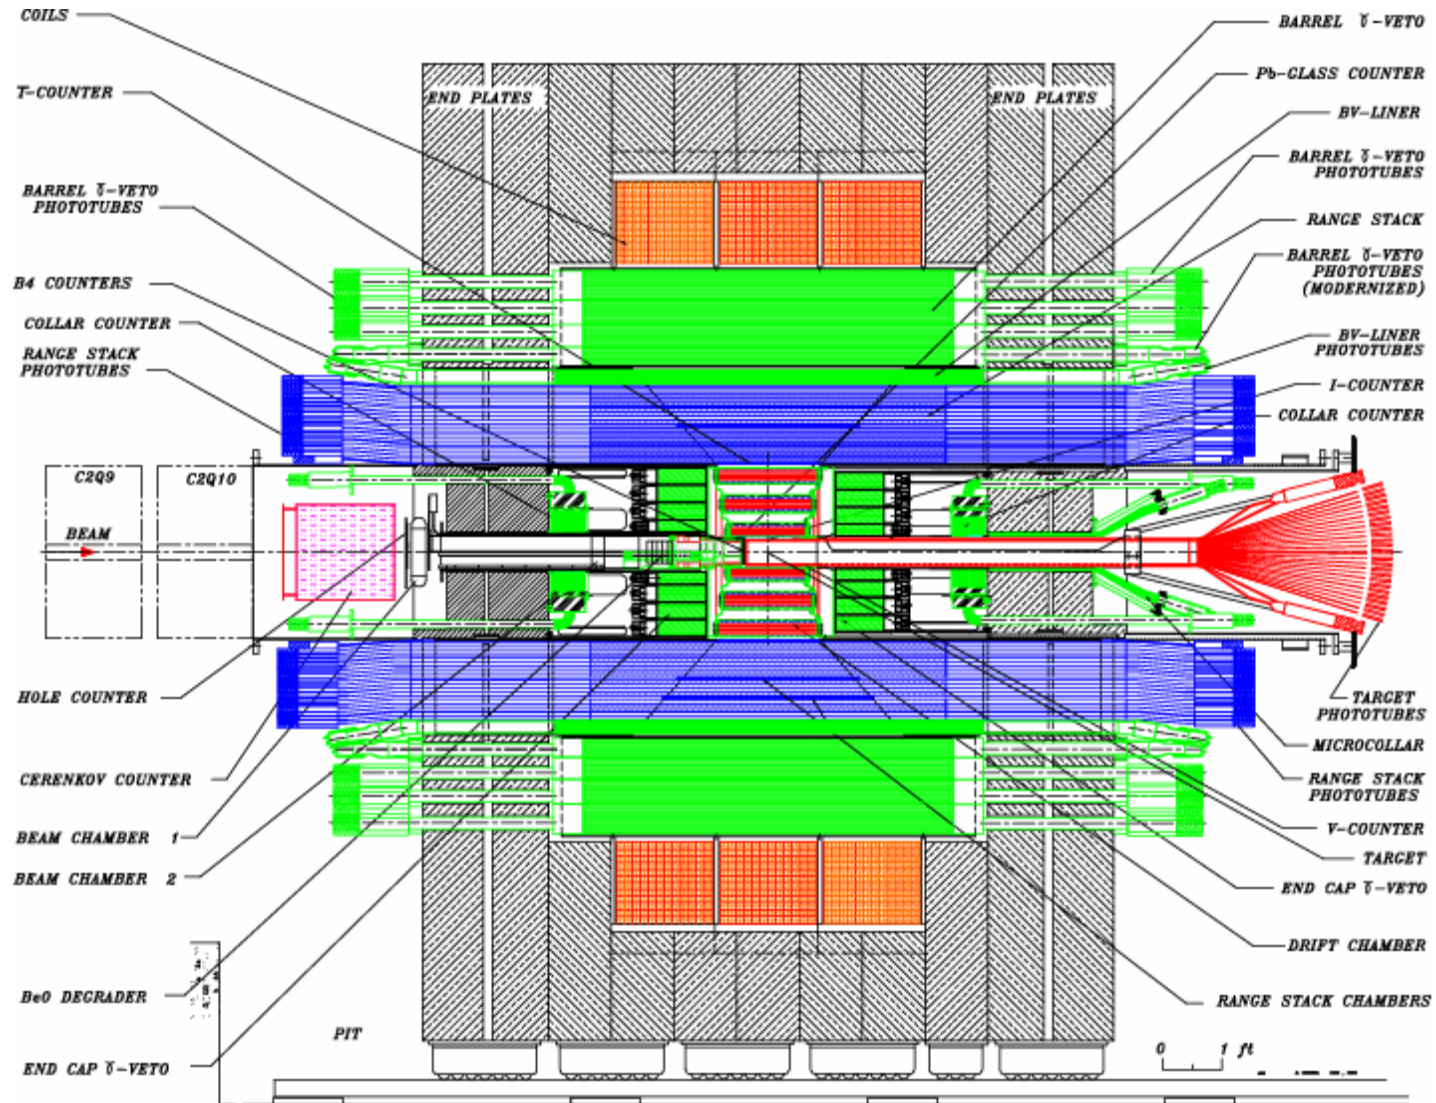 COILS
T-COUNTER
BARREL ɣ-VETO
PHOTOTUBES
B4 COUNTERS
COLLAR COUNTER
RANGE STACK
PHOTOTUBES
END PLATES
END PLATES
BARREL ɣ-VETO
Pb-GLASS COUNTER
BV-LINER
BARREL ɣ-VETO
PHOTOTUBES
RANGE STACK
BARREL ɣ-VETO
PHOTOTUBES
(MODERNIZED)
BV-LINER
PHOTOTUBES
I-COUNTER
COLLAR COUNTER
C2Q9
C2Q10
BEAM
HOLE COUNTER
CERENKOV COUNTER
BEAM CHAMBER 1
BEAM CHAMBER 2
BeO DEGRADER
END CAP ɣ-VETO
PIT
TARGET
PHOTOTUBES
MICROCOLLAR
RANGE STACK
PHOTOTUBES
V-COUNTER
TARGET
END CAP ɣ-VETO
DRIFT CHAMBER
RANGE STACK CHAMBERS
0 1 ft